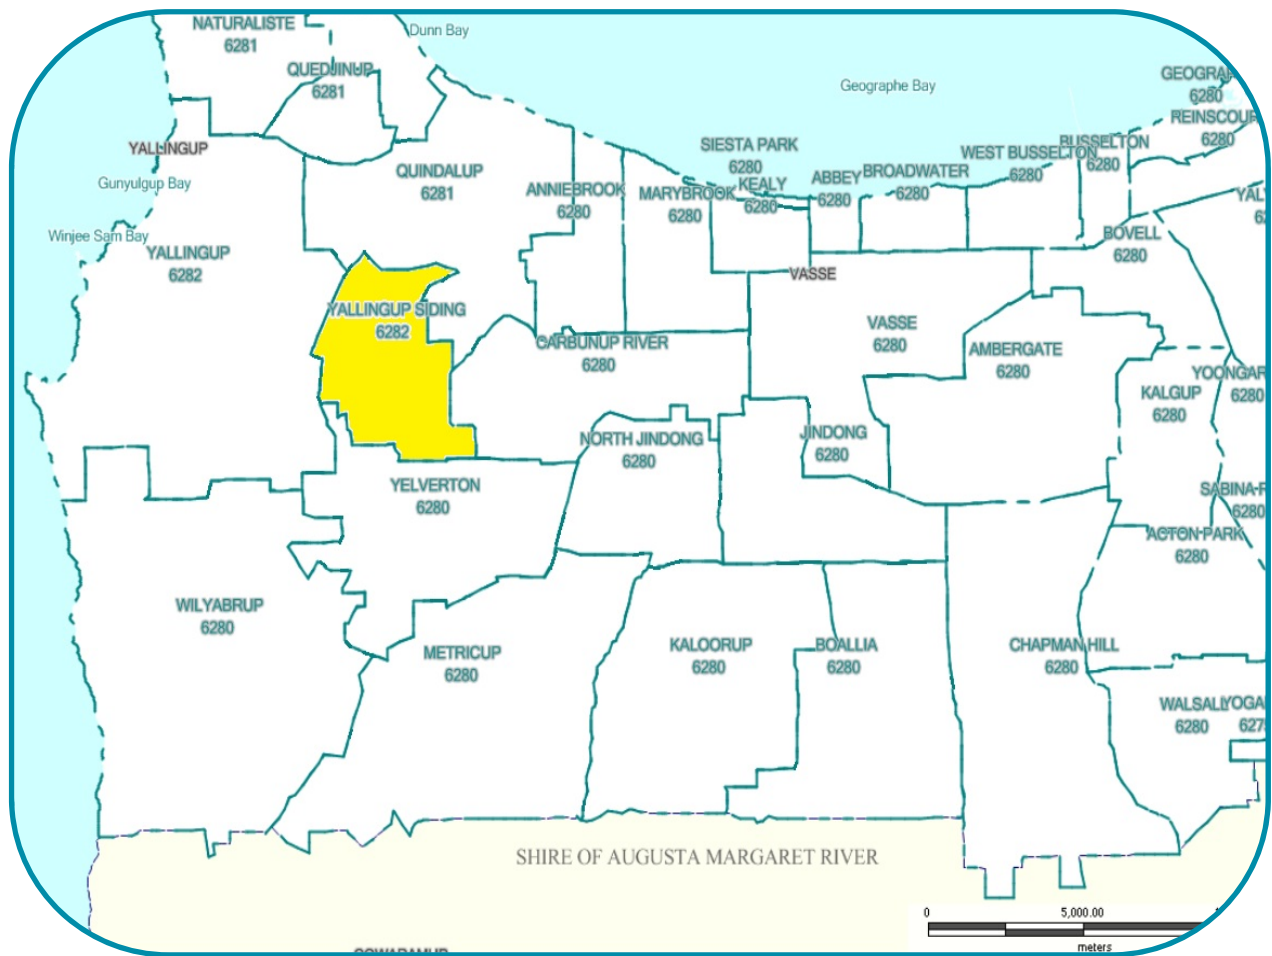 NATURALISTE
6281
Dunn Bay
QUEDJINUP
6281
Geographe Bay
6280
6280
YALLINGUP
SIESTA PARK
6280
BUSSELTON
6280
WEST BUSSELTON
6280
QUINDALUP
6281
Gunyulgup Bay
ANNIEBROOK
6280
MARYBROOK
6280
KEALY
6280
ABBEY
6280
BROADWATER
6280
Winjee Sam Bay
YALLINGUP
6282
BOVELL
6280
VASSE
YALLINGUP SIDING
6282
VASSE
6280
CARBUNUP RIVER
6280
AMBERGATE
6280
6280
KALGUP
6280
NORTH JINDONG
6280
JINDONG
6280
YELVERTON
6280
6280
ACTON PARK
6280
WILYABRUP
6280
METRICUP
6280
KALOORUP
6280
BOALLIA
6280
CHAPMAN HILL
6280
WALSALL
6280
SHIRE OF AUGUSTA MARGARET RIVER
0
5,000.00
meters